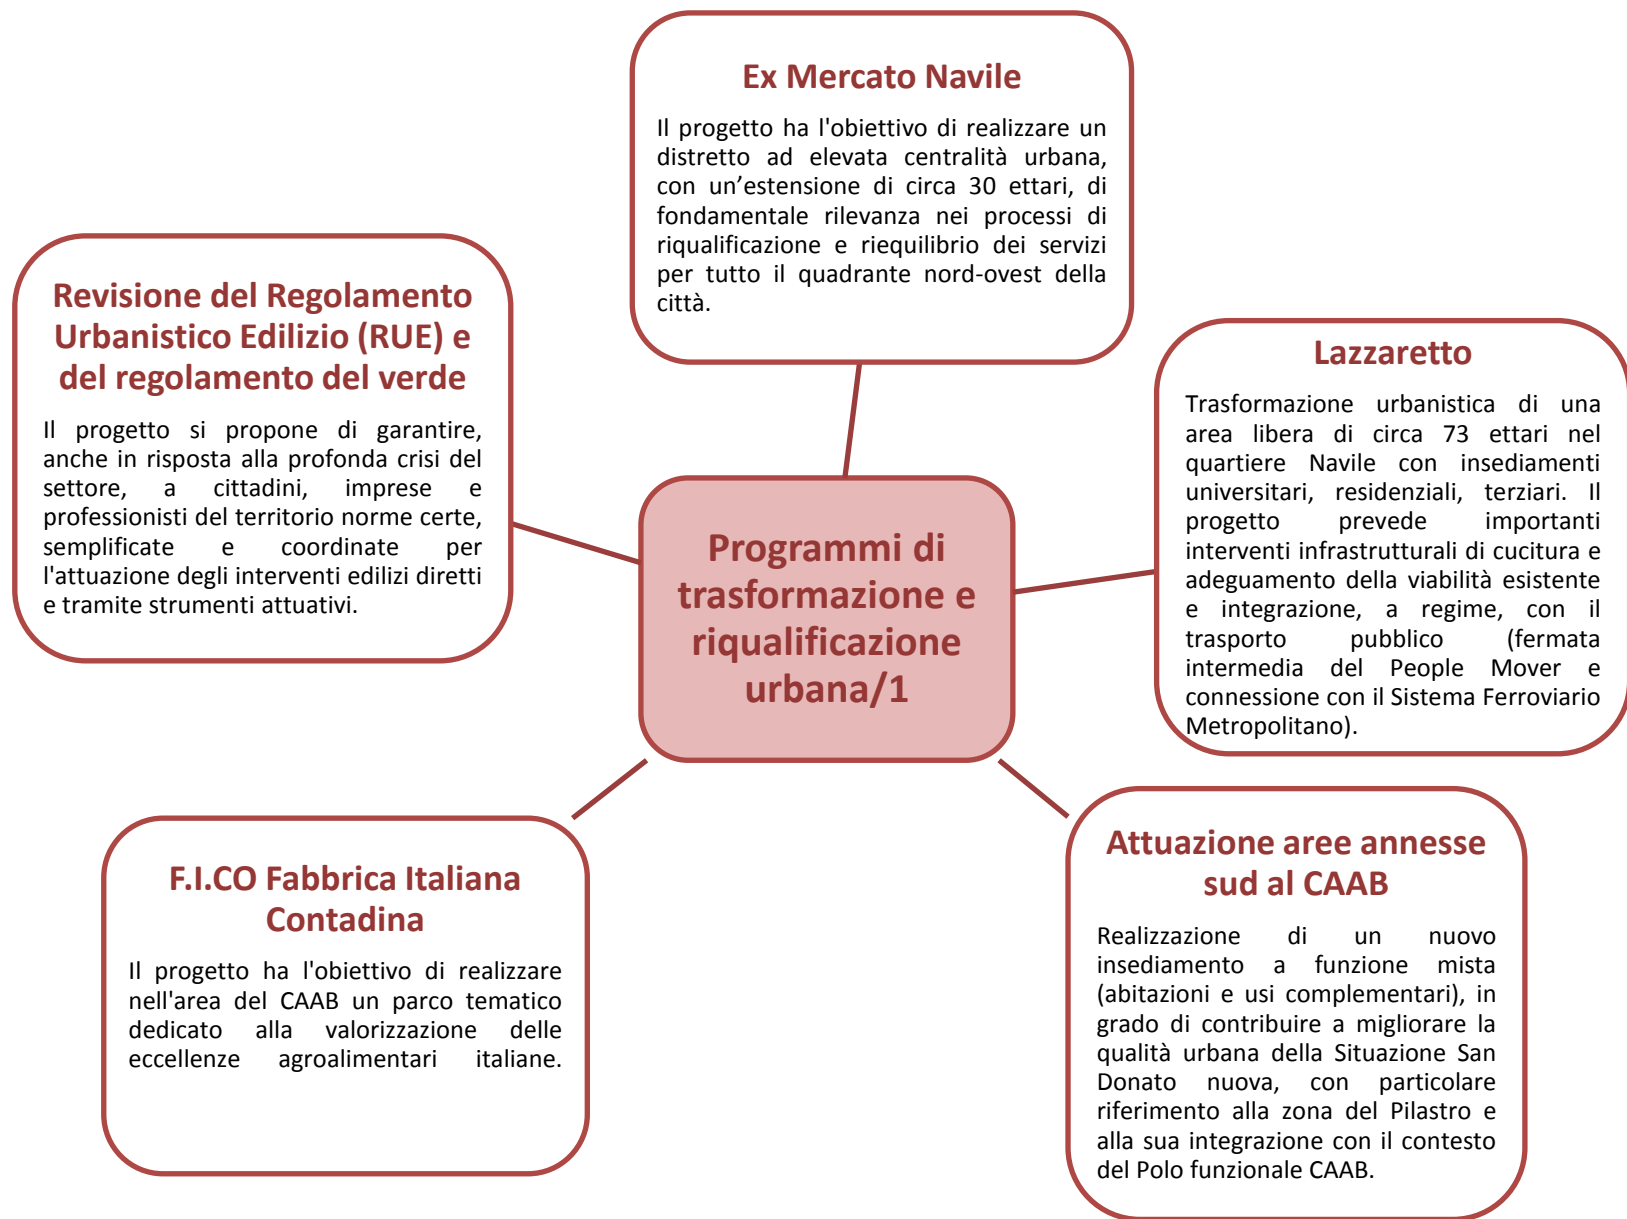 Ex Mercato Navile
Il progetto ha l'obiettivo di realizzare un
distretto ad elevata centralità urbana,
con un’estensione di circa 30 ettari, di
fondamentale rilevanza nei processi di
riqualificazione e riequilibrio dei servizi
per tutto il quadrante nord-ovest della
città.
Revisione del Regolamento
Urbanistico Edilizio (RUE) e
del regolamento del verde
Il progetto si propone di garantire,
anche in risposta alla profonda crisi del
settore, a cittadini, imprese e
professionisti del territorio norme certe,
semplificate e coordinate per
l'attuazione degli interventi edilizi diretti
e tramite strumenti attuativi.
Lazzaretto
Trasformazione urbanistica di una
area libera di circa 73 ettari nel
quartiere Navile con insediamenti
universitari, residenziali, terziari. Il
progetto prevede importanti
interventi infrastrutturali di cucitura e
adeguamento della viabilità esistente
e integrazione, a regime, con il
trasporto pubblico (fermata
intermedia del People Mover e
connessione con il Sistema Ferroviario
Metropolitano).
Programmi di
trasformazione e
riqualificazione
urbana/1
F.I.CO Fabbrica Italiana
Contadina
Il progetto ha l'obiettivo di realizzare
nell'area del CAAB un parco tematico
dedicato alla valorizzazione delle
eccellenze agroalimentari italiane.
Attuazione aree annesse
sud al CAAB
Realizzazione di un nuovo
insediamento a funzione mista
(abitazioni e usi complementari), in
grado di contribuire a migliorare la
qualità urbana della Situazione San
Donato nuova, con particolare
riferimento alla zona del Pilastro e
alla sua integrazione con il contesto
del Polo funzionale CAAB.